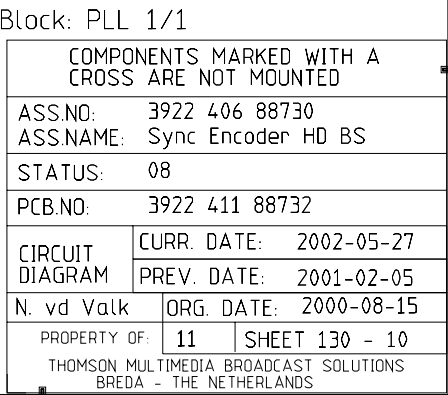 Block: PLL 1/1
COMPONENTS MARKED WITH A
CROSS ARE NOT MOUNTED
ASS.NO: 3922 406 88730
ASS.NAME: Sync Encoder HD BS
STATUS: 08
PCB.NO: 3922 411 88732
CIRCUIT
DIAGRAM
CURR. DATE: 2002-05-27
PREV. DATE: 2001-02-05
N. vd Valk ORG. DATE: 2000-08-15
PROPERTY OF: 11 SHEET 130 - 10
THOMSON MULTIMEDIA BROADCAST SOLUTIONS
BREDA - THE NETHERLANDS